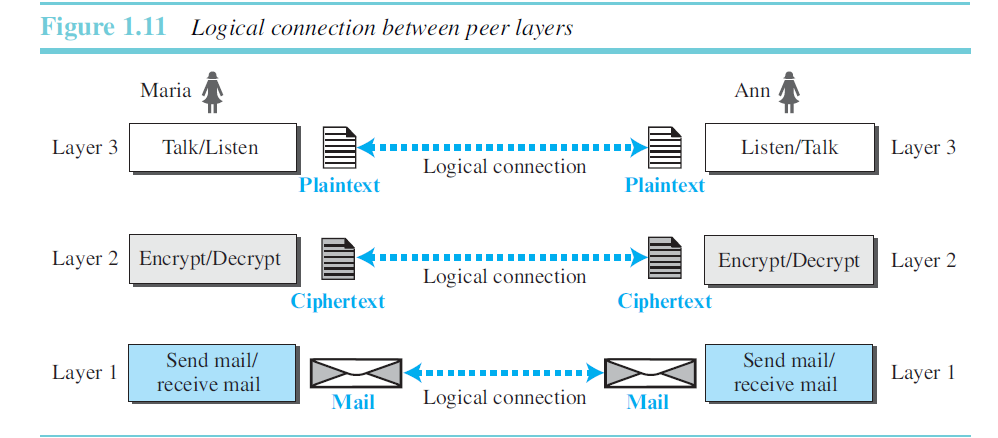 Figure 1.11 Logical connection between peer layers
Maria
Ann
Layer 3
Talk/Listen
Logical connection
Listen/Talk
Layer 3
Plaintext
Plaintext
Layer 2
Encrypt/Decrypt
Logical connection
Encrypt/Decrypt
Layer 2
Ciphertext
Ciphertext
Layer 1
Send mail/
receive mail
Logical connection
Send mail/
receive mail
Layer 1
Mail
Mail